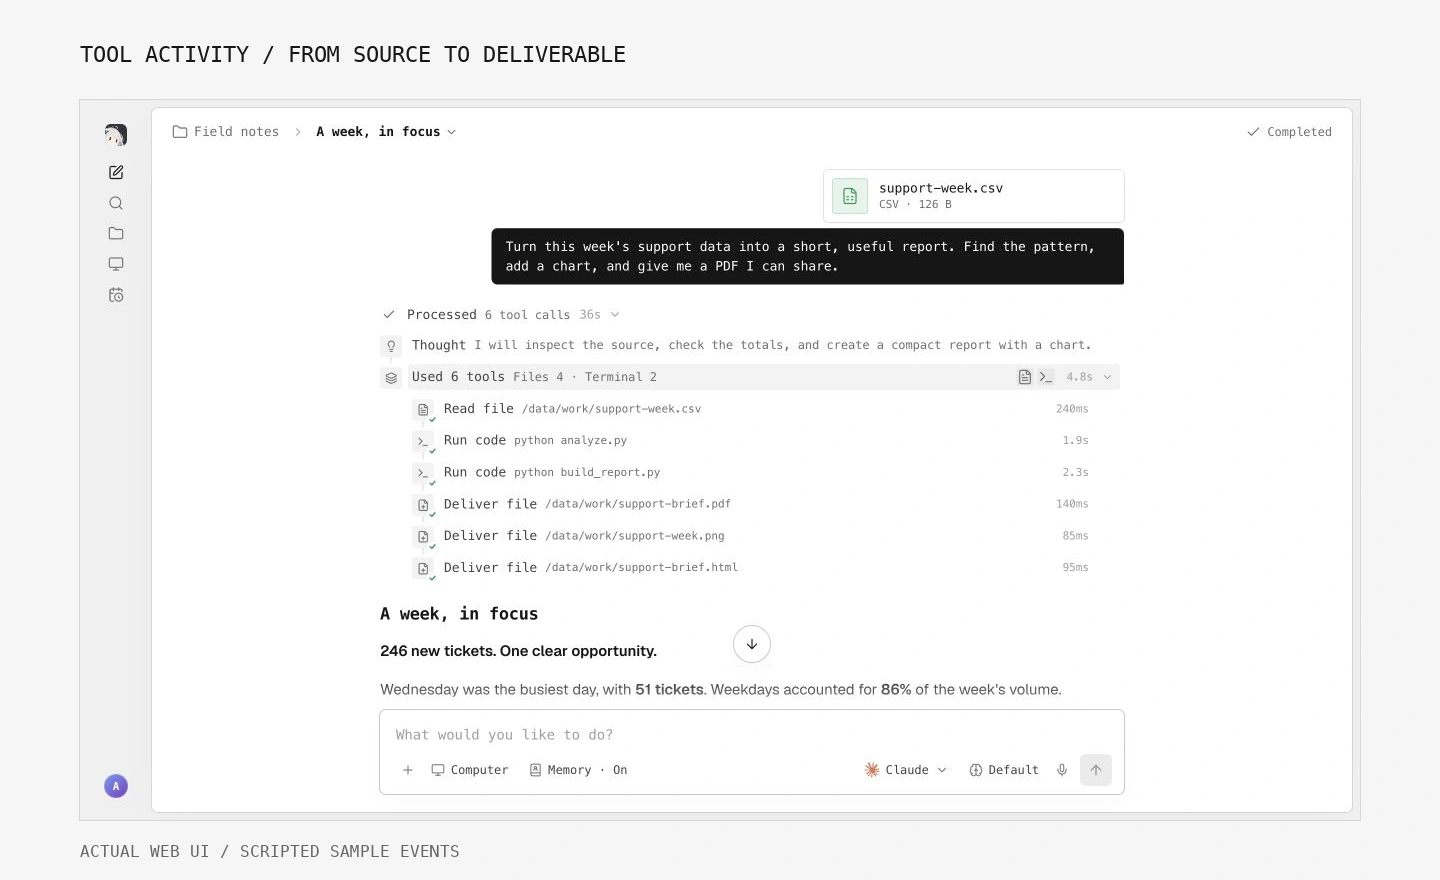 TOOL ACTIVITY / FROM SOURCE TO DELIVERABLE
Field notes
A week, in focus
Completed
support-week.csv
CSV · 126 B
Turn this week's support data into a short, useful report. Find the pattern,
add a chart, and give me a PDF I can share.
Processed 6 tool calls 36s
Thought I will inspect the source, check the totals, and create a compact report with a chart.
Used 6 tools Files 4 · Terminal 2 4.8s
Read file /data/work/support-week.csv 240ms
Run code python analyze.py 1.9s
Run code python build_report.py 2.3s
Deliver file /data/work/support-brief.pdf 140ms
Deliver file /data/work/support-week.png 85ms
Deliver file /data/work/support-brief.html 95ms
A week, in focus
246 new tickets. One clear opportunity.
Wednesday was the busiest day, with 51 tickets. Weekdays accounted for 86% of the week's volume.
What would you like to do?
Computer Memory · On Claude Default
A
ACTUAL WEB UI / SCRIPTED SAMPLE EVENTS